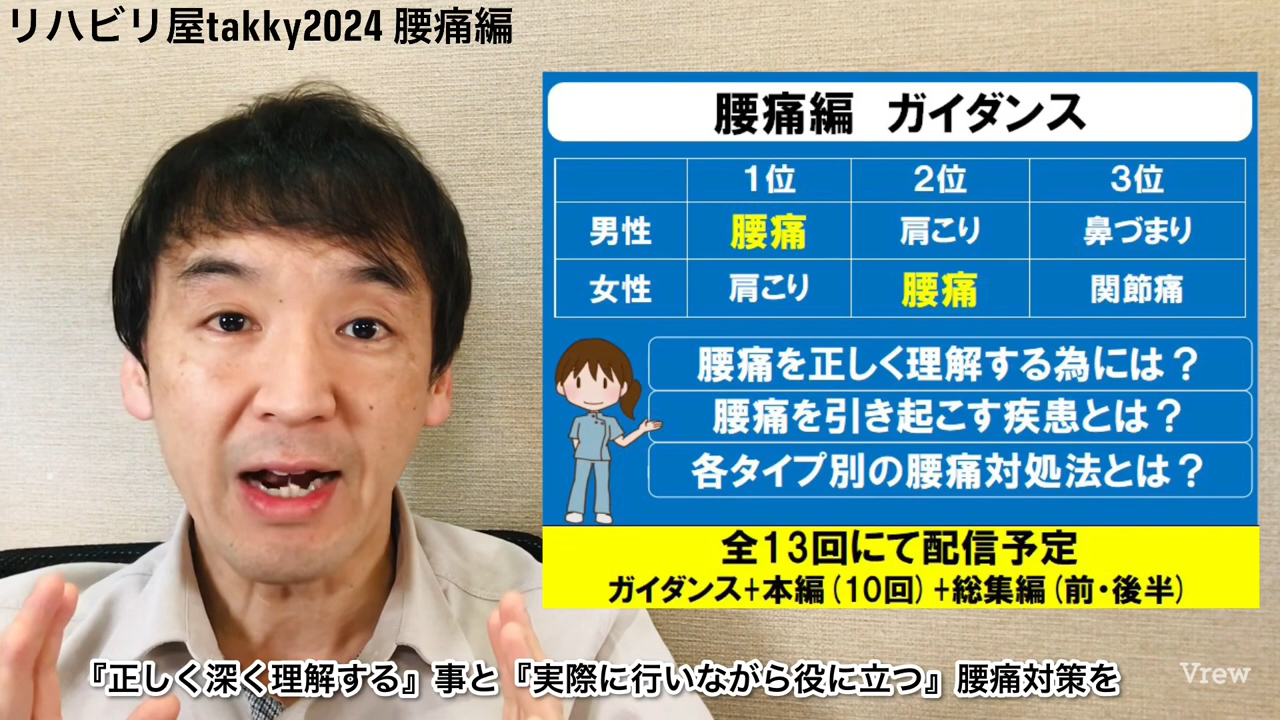 リハビリ屋takky2024 腰痛編
腰痛編 ガイダンス
1位 2位 3位
男性 腰痛 肩こり 鼻づまり
女性 肩こり 腰痛 関節痛
腰痛を正しく理解する為には？
腰痛を引き起こす疾患とは？
各タイプ別の腰痛対処法とは？
全13回にて配信予定
ガイダンス+本編(10回)+総集編(前・後半)
『正しく深く理解する』事と『実際に行いながら役に立つ』腰痛対策を
Vrew